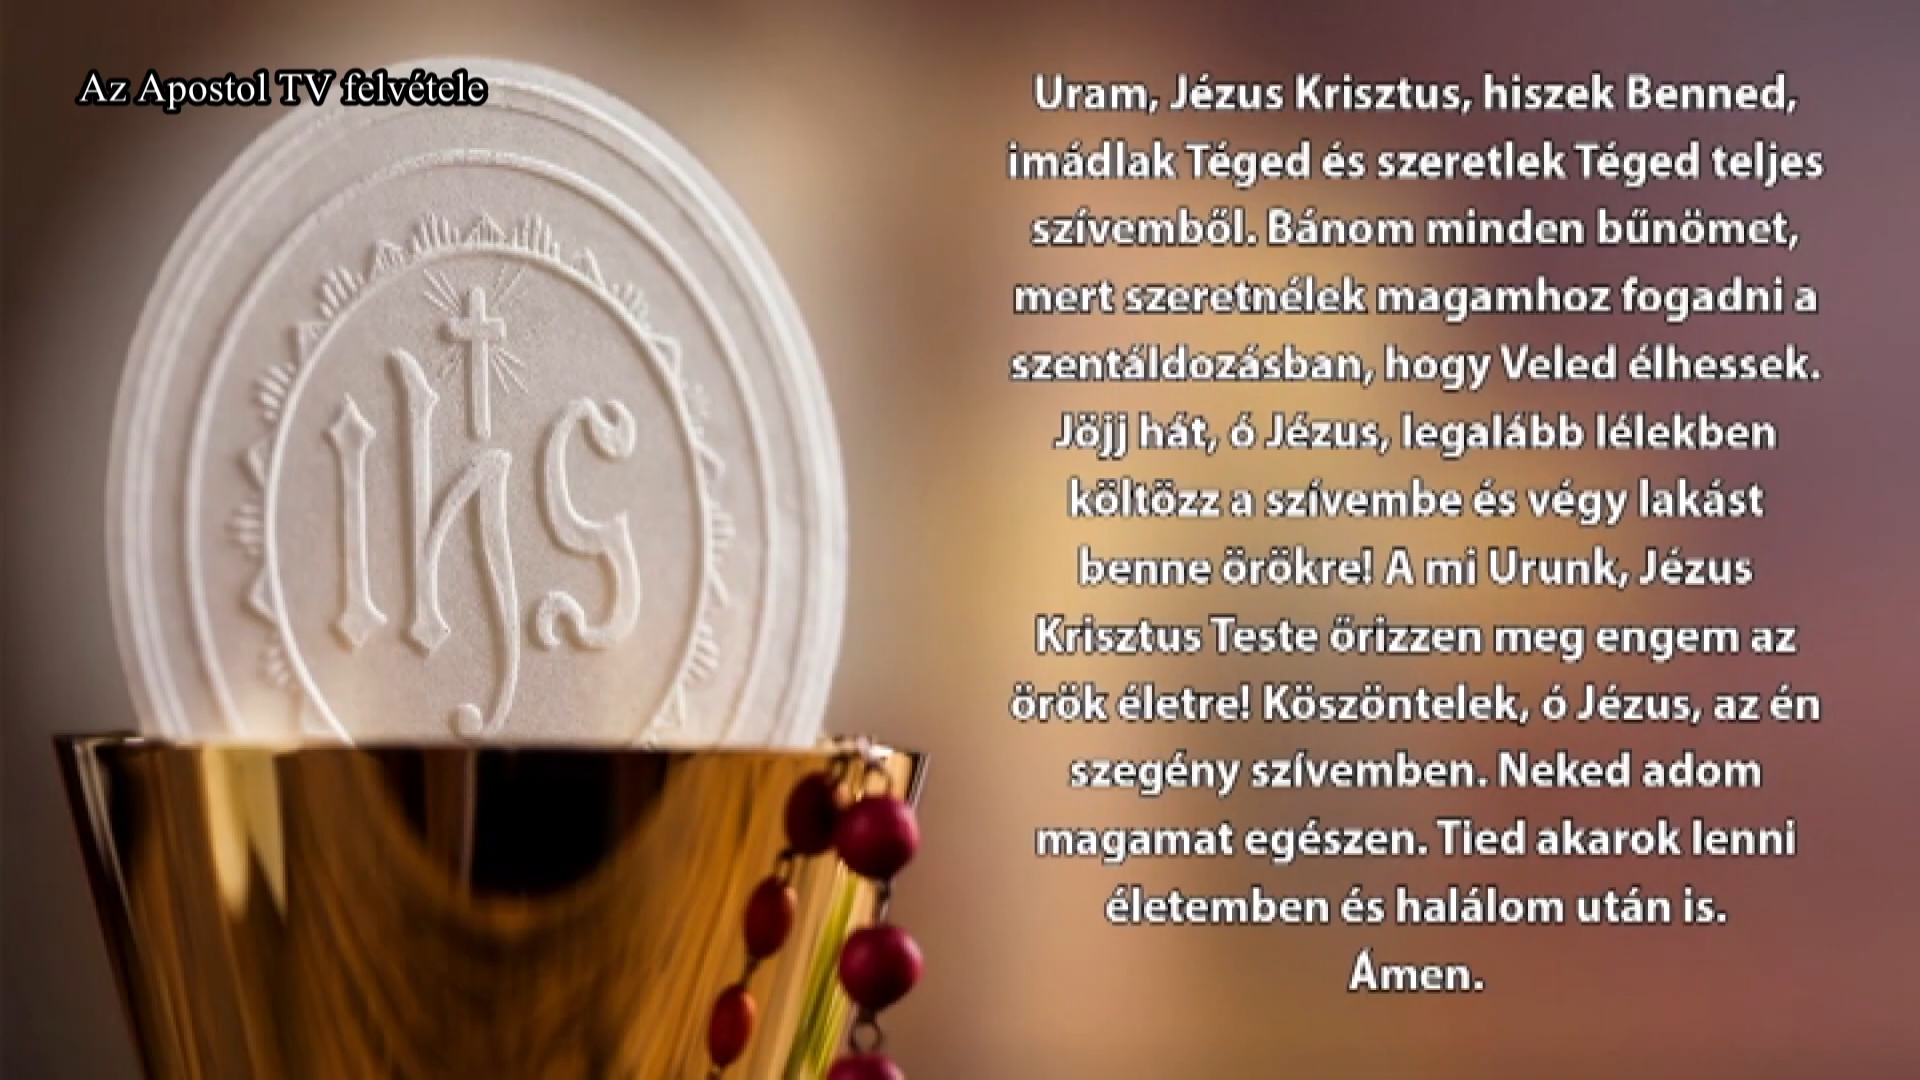 Az Apostol TV felvétele
ihs
Uram, Jézus Krisztus, hiszek Benned,
imádlak Téged és szeretlek Téged teljes
szívemből. Bánom minden bűnömet,
mert szeretnélek magamhoz fogadni a
szentáldozásban, hogy Veled élhessek.
Jöjj hát, ó Jézus, legalább lélekben
költözz a szívembe és végy lakást
benne örökre! A mi Urunk, Jézus
Krisztus Teste őrizzen meg engem az
örök életre! Köszöntelek, ó Jézus, az én
szegény szívemben. Neked adom
magamat egészen. Tied akarok lenni
életemben és halálom után is.
Ámen.